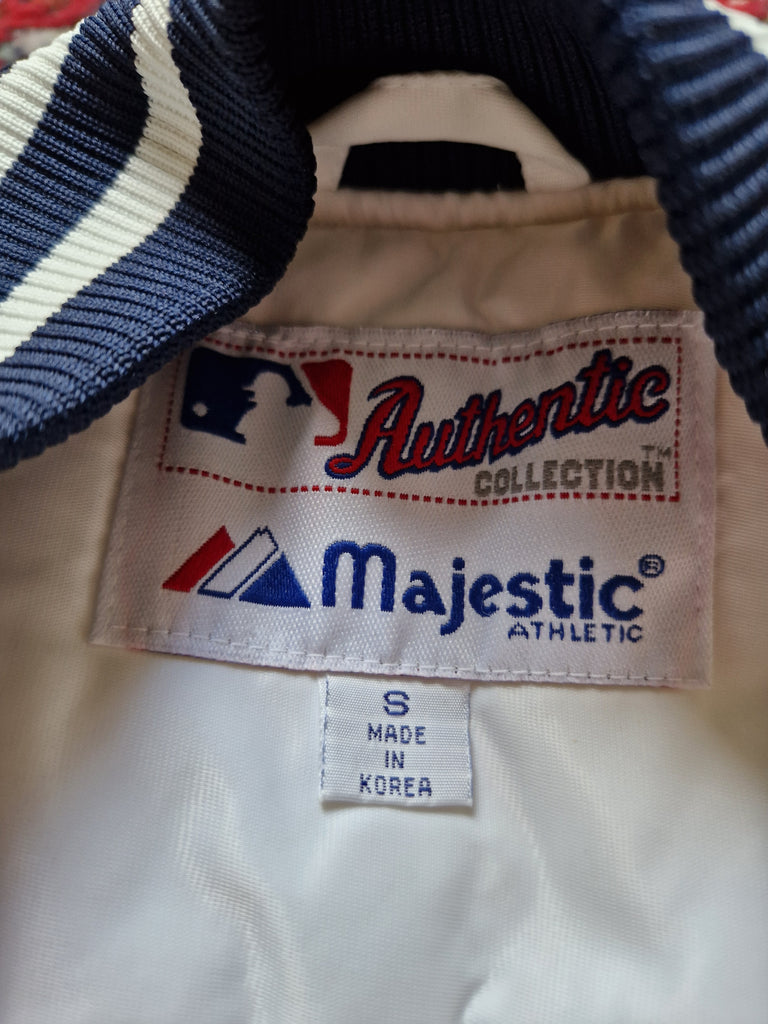 Authentic
COLLECTION™
Majestic®
ATHLETIC
S
MADE
IN
KOREA